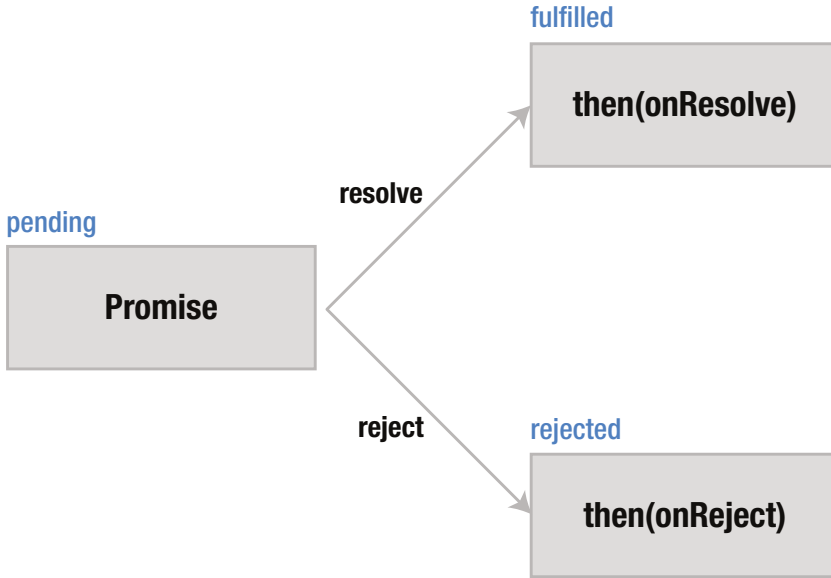 fulfilled
then(onResolve)
resolve
pending
Promise
reject
rejected
then(onReject)